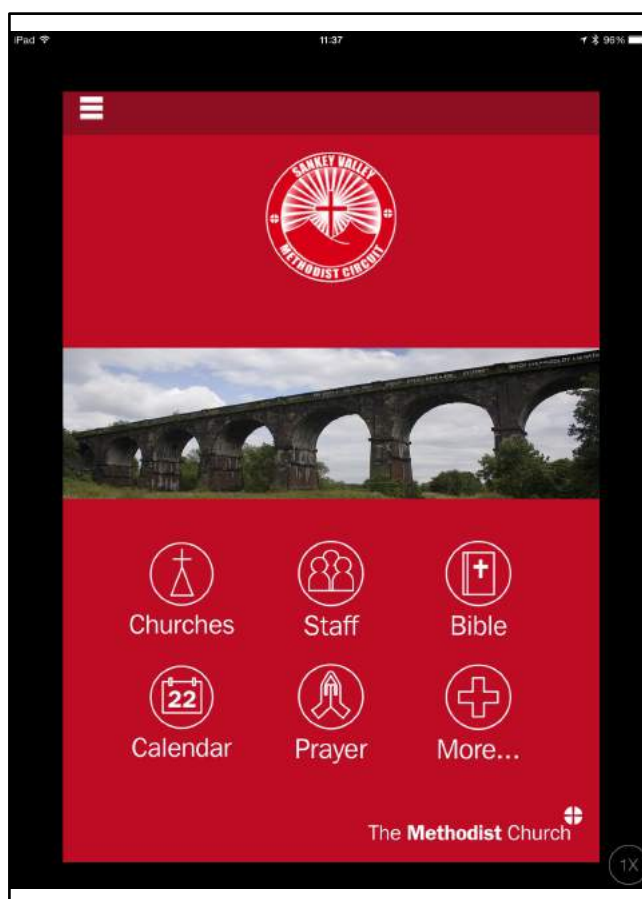 iPad 11:37 96%
SANKEY VALLEY
METHODIST CIRCUIT
Churches Staff Bible
22
Calendar Prayer More...
The Methodist Church
1X